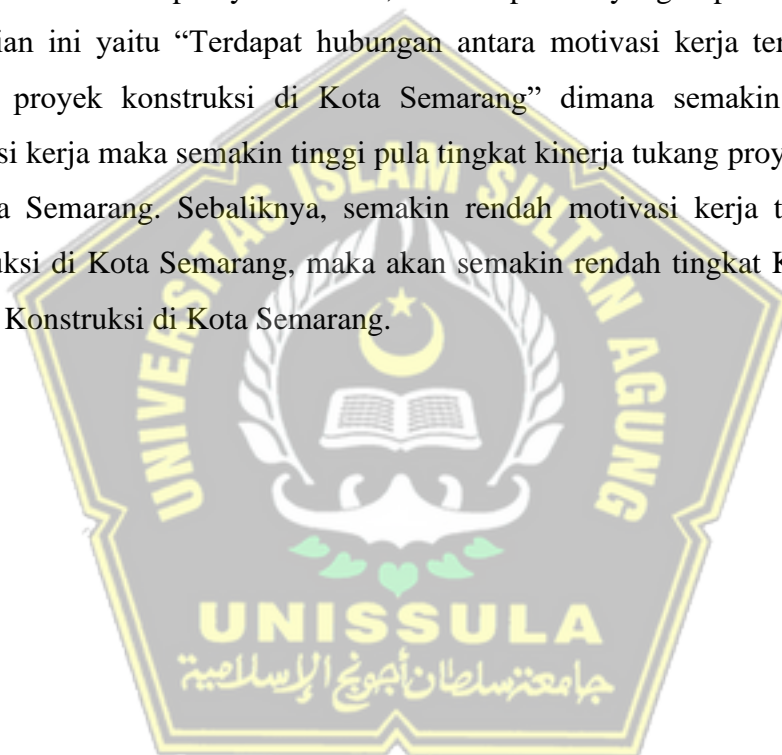 ian ini yaitu “Terdapat hubungan antara motivasi kerja ter
proyek konstruksi di Kota Semarang” dimana semakin
si kerja maka semakin tinggi pula tingkat kinerja tukang proy
a Semarang. Sebaliknya, semakin rendah motivasi kerja t
ksi di Kota Semarang, maka akan semakin rendah tingkat K
Konstruksi di Kota Semarang.
UNIVERSITAS ISLAM SULTAN AGUNG
UNISSULA
جامعتنسلطان أجونج الإسلامية